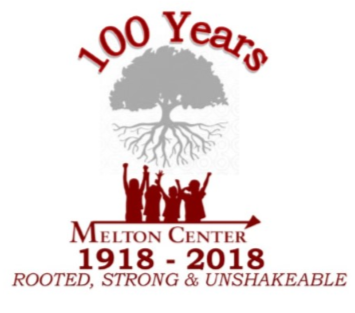 100 Years
MELTON CENTER
1918 - 2018
ROOTED, STRONG & UNSHAKEABLE